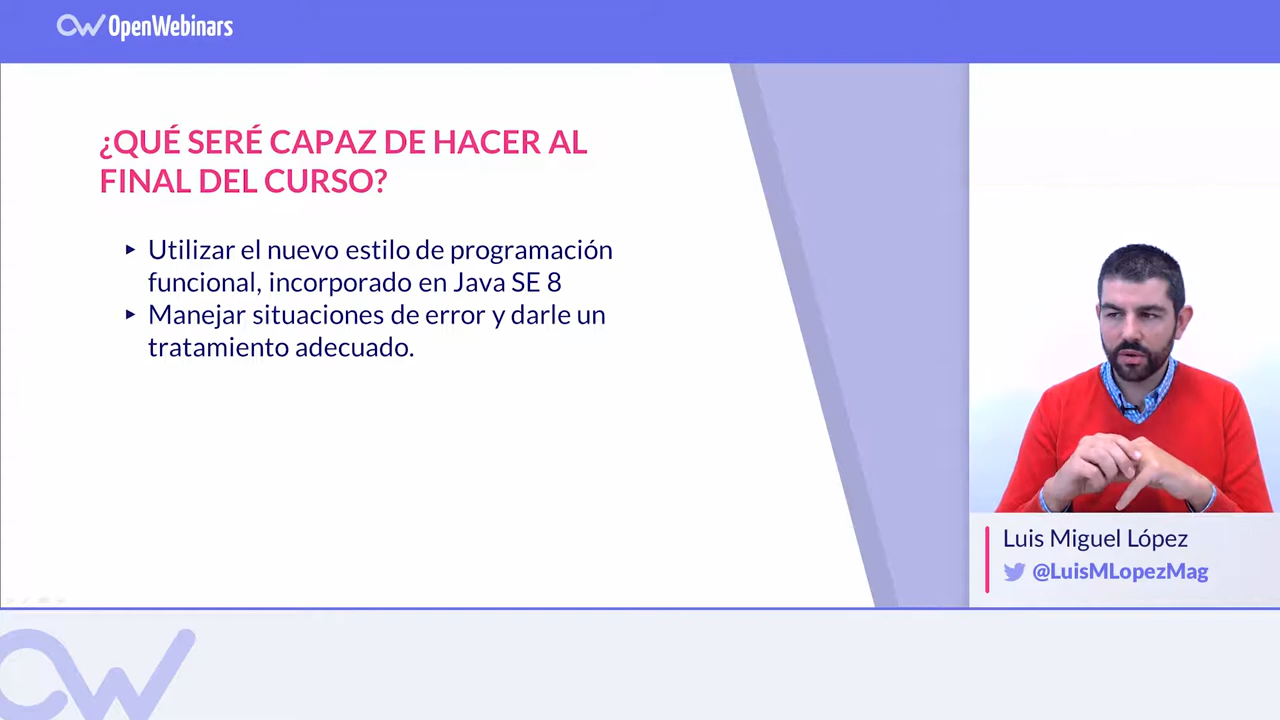 OpenWebinars
¿QUÉ SERÉ CAPAZ DE HACER AL
FINAL DEL CURSO?
Utilizar el nuevo estilo de programación
funcional, incorporado en Java SE 8
Manejar situaciones de error y darle un
tratamiento adecuado.
Luis Miguel López
@LuisMLopezMag